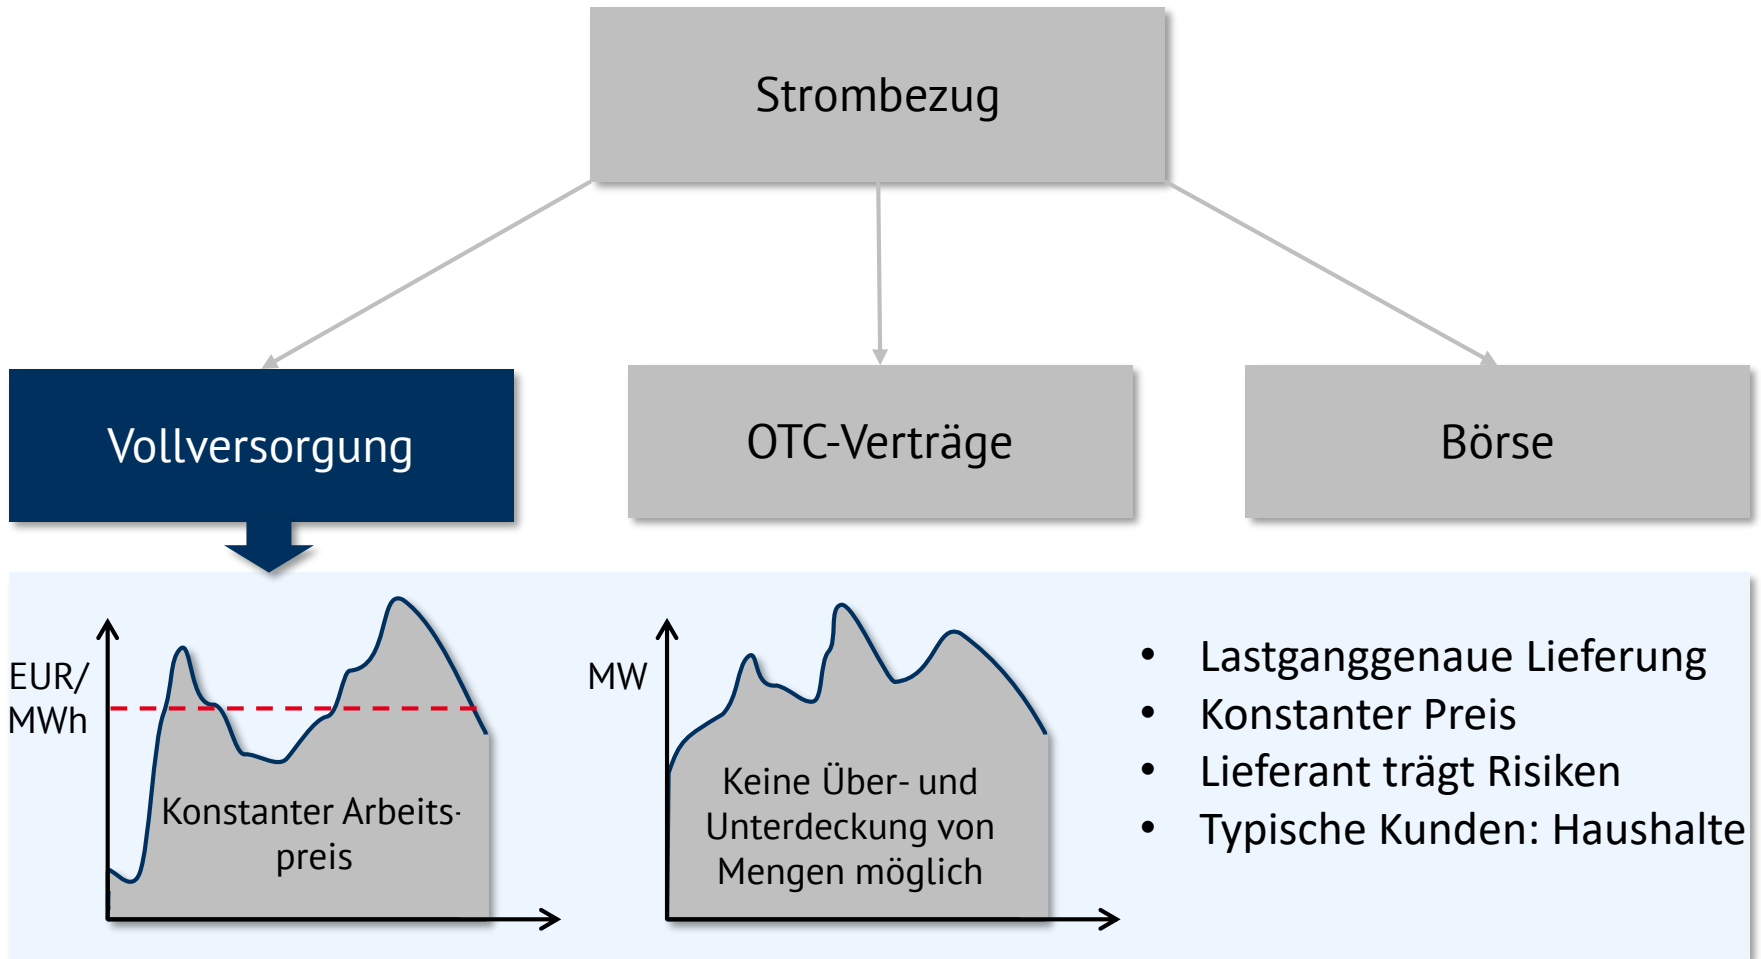 Strombezug
Vollversorgung
OTC-Verträge
Börse
EUR/
MWh
Konstanter Arbeits-
preis
MW
Keine Über- und
Unterdeckung von
Mengen möglich
• Lastganggenaue Lieferung
• Konstanter Preis
• Lieferant trägt Risiken
• Typische Kunden: Haushalte